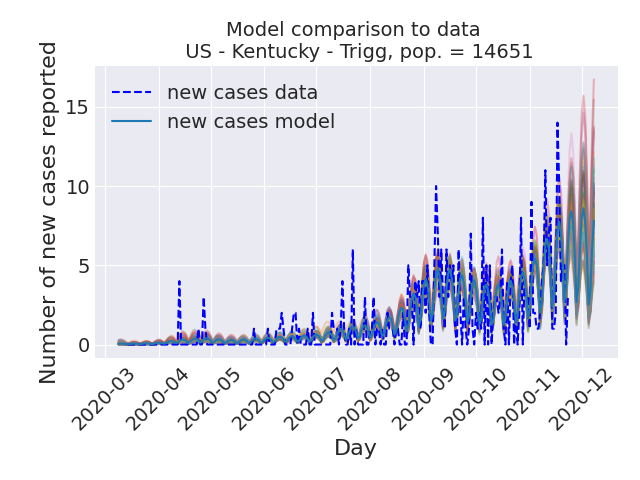 Model comparison to data
US - Kentucky - Trigg, pop. = 14651
new cases data
new cases model
Number of new cases reported
15
10
5
0
2020-03
2020-04
2020-05
2020-06
2020-07
2020-08
2020-09
2020-10
2020-11
2020-12
Day